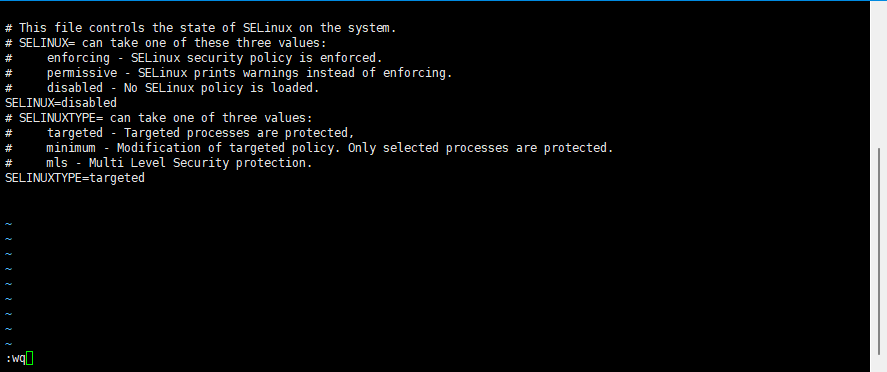 # This file controls the state of SELinux on the system.
# SELINUX= can take one of these three values:
#     enforcing - SELinux security policy is enforced.
#     permissive - SELinux prints warnings instead of enforcing.
#     disabled - No SELinux policy is loaded.
SELINUX=disabled
# SELINUXTYPE= can take one of three values:
#     targeted - Targeted processes are protected,
#     minimum - Modification of targeted policy. Only selected processes are protected.
#     mls - Multi Level Security protection.
SELINUXTYPE=targeted
~
~
~
~
~
~
~
~
~
:wq